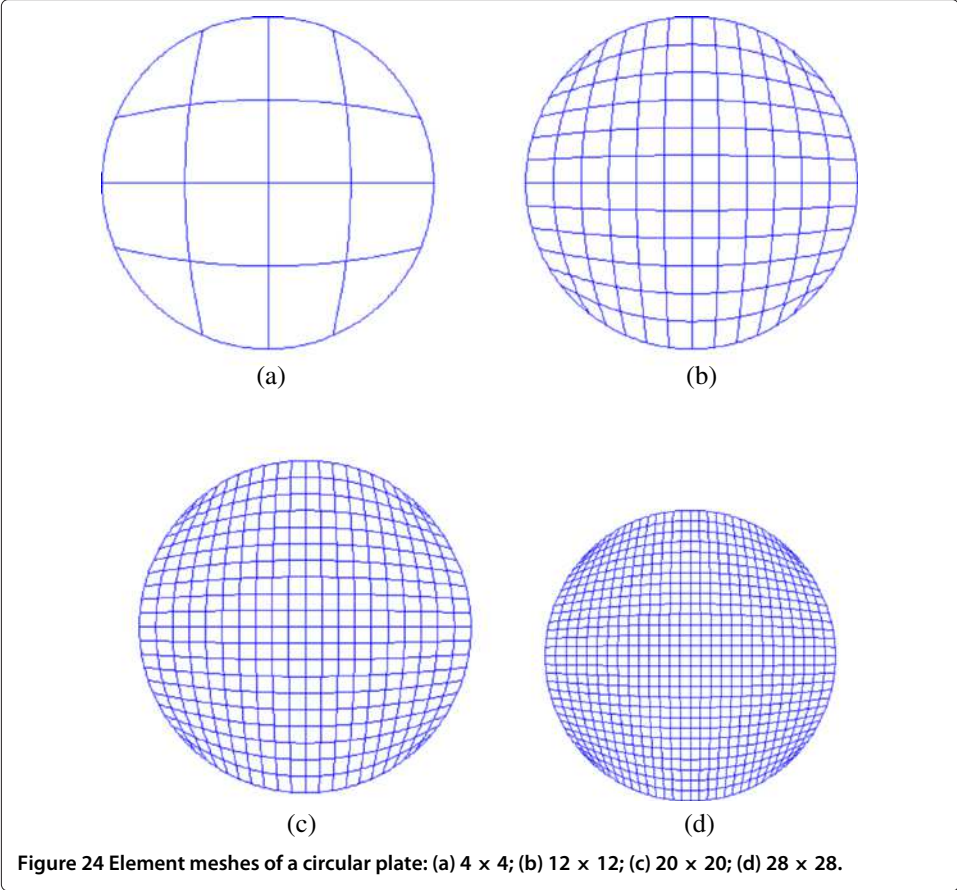 (a)
(b)
(c)
(d)
Figure 24 Element meshes of a circular plate: (a) 4 × 4; (b) 12 × 12; (c) 20 × 20; (d) 28 × 28.